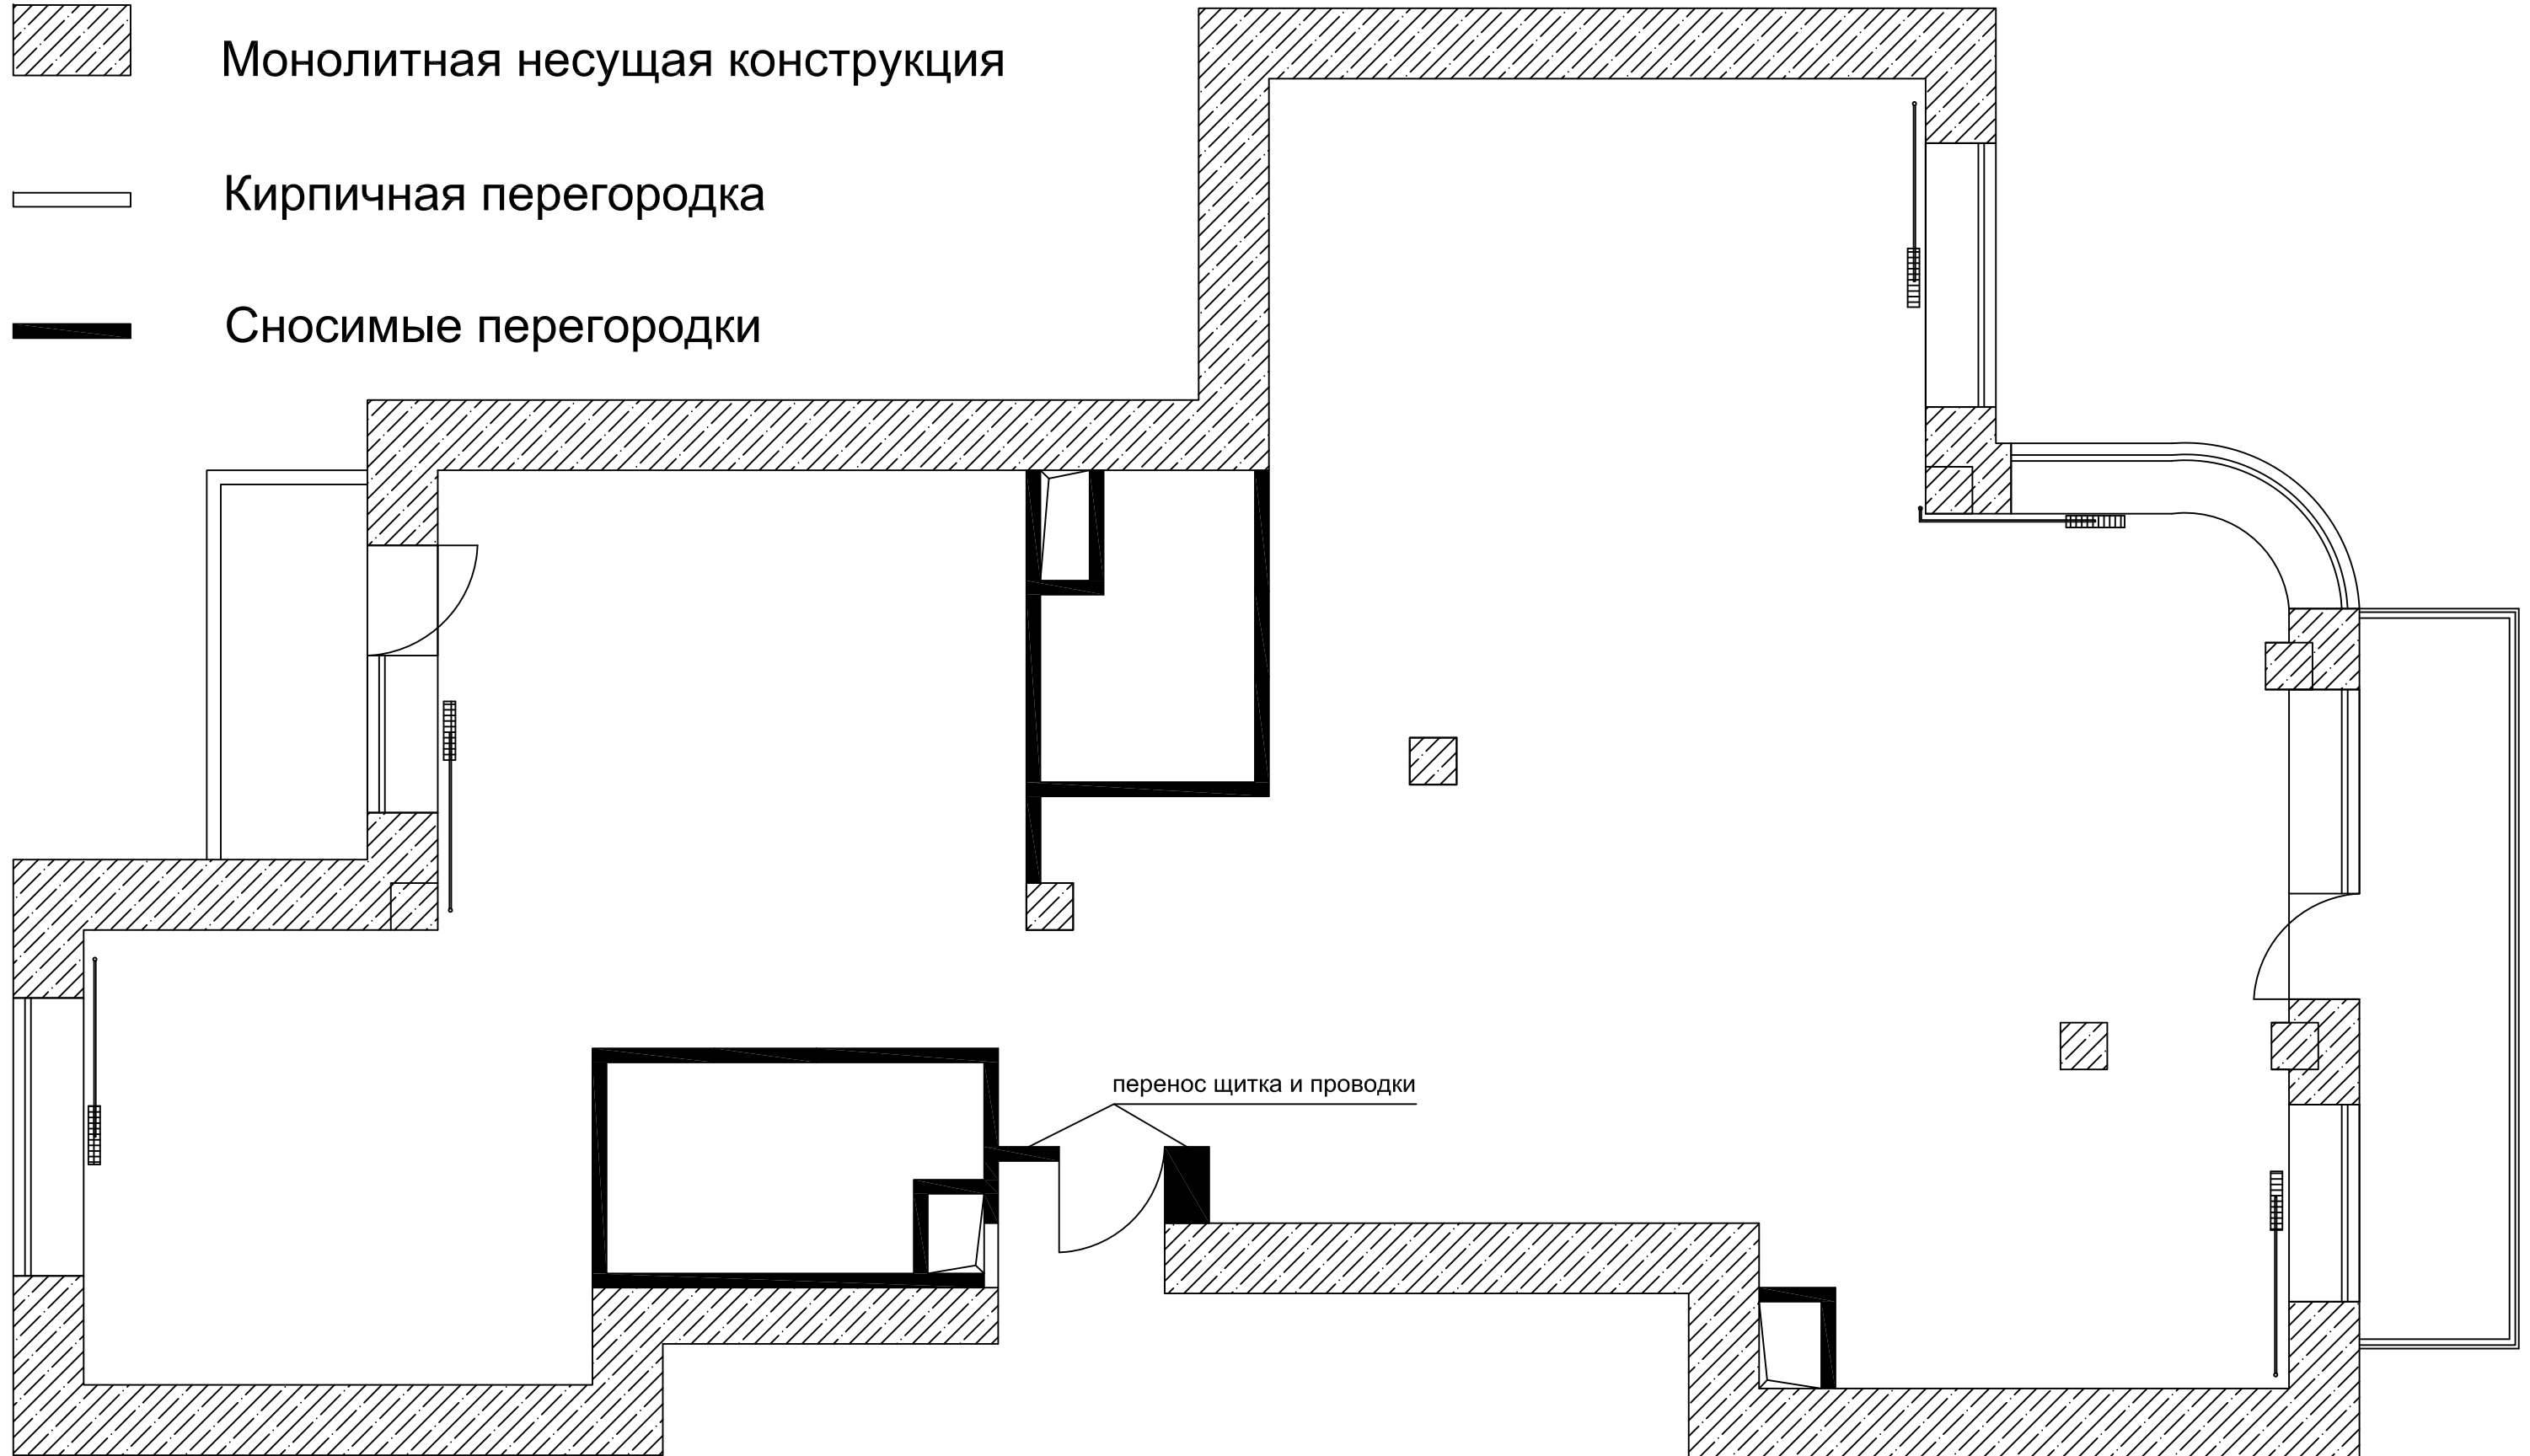 Монолитная несущая конструкция
Кирпичная перегородка
Сносимые перегородки
перенос щитка и проводки